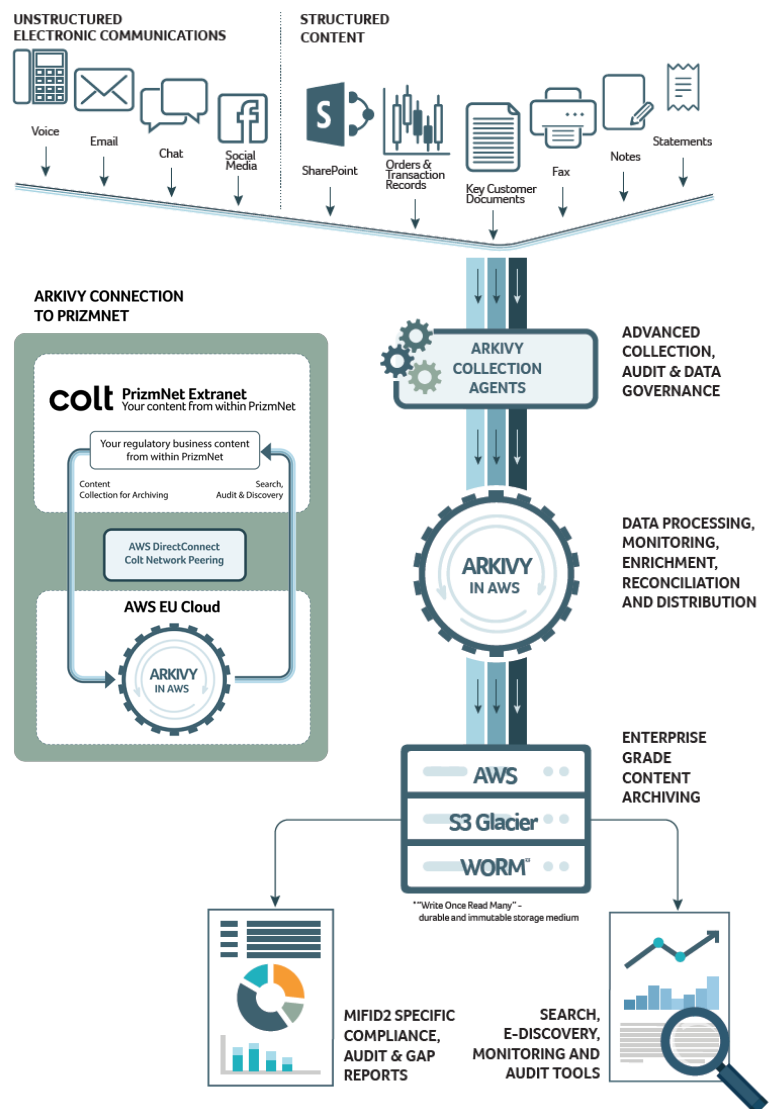 UNSTRUCTURED
ELECTRONIC COMMUNICATIONS
STRUCTURED
CONTENT
Voice
Email
Chat
Social
Media
S
SharePoint
Orders &
Transaction
Records
Key Customer
Documents
Fax
Notes
Statements
ARKIVY CONNECTION
TO PRIZMNET
colt
PrizmNet Extranet
Your content from within PrizmNet
Your regulatory business content
from within PrizmNet
Content
Collection for Archiving
Search,
Audit & Discovery
AWS DirectConnect
Colt Network Peering
AWS EU Cloud
ARKIVY
IN AWS
ARKIVY
COLLECTION
AGENTS
ADVANCED
COLLECTION,
AUDIT & DATA
GOVERNANCE
ARKIVY
IN AWS
DATA PROCESSING,
MONITORING,
ENRICHMENT,
RECONCILIATION
AND DISTRIBUTION
AWS
S3 Glacier
WORM
ENTERPRISE
GRADE
CONTENT
ARCHIVING
*"Write Once Read Many" -
durable and immutable storage medium
MIFID2 SPECIFIC
COMPLIANCE,
AUDIT & GAP
REPORTS
SEARCH,
E-DISCOVERY,
MONITORING AND
AUDIT TOOLS